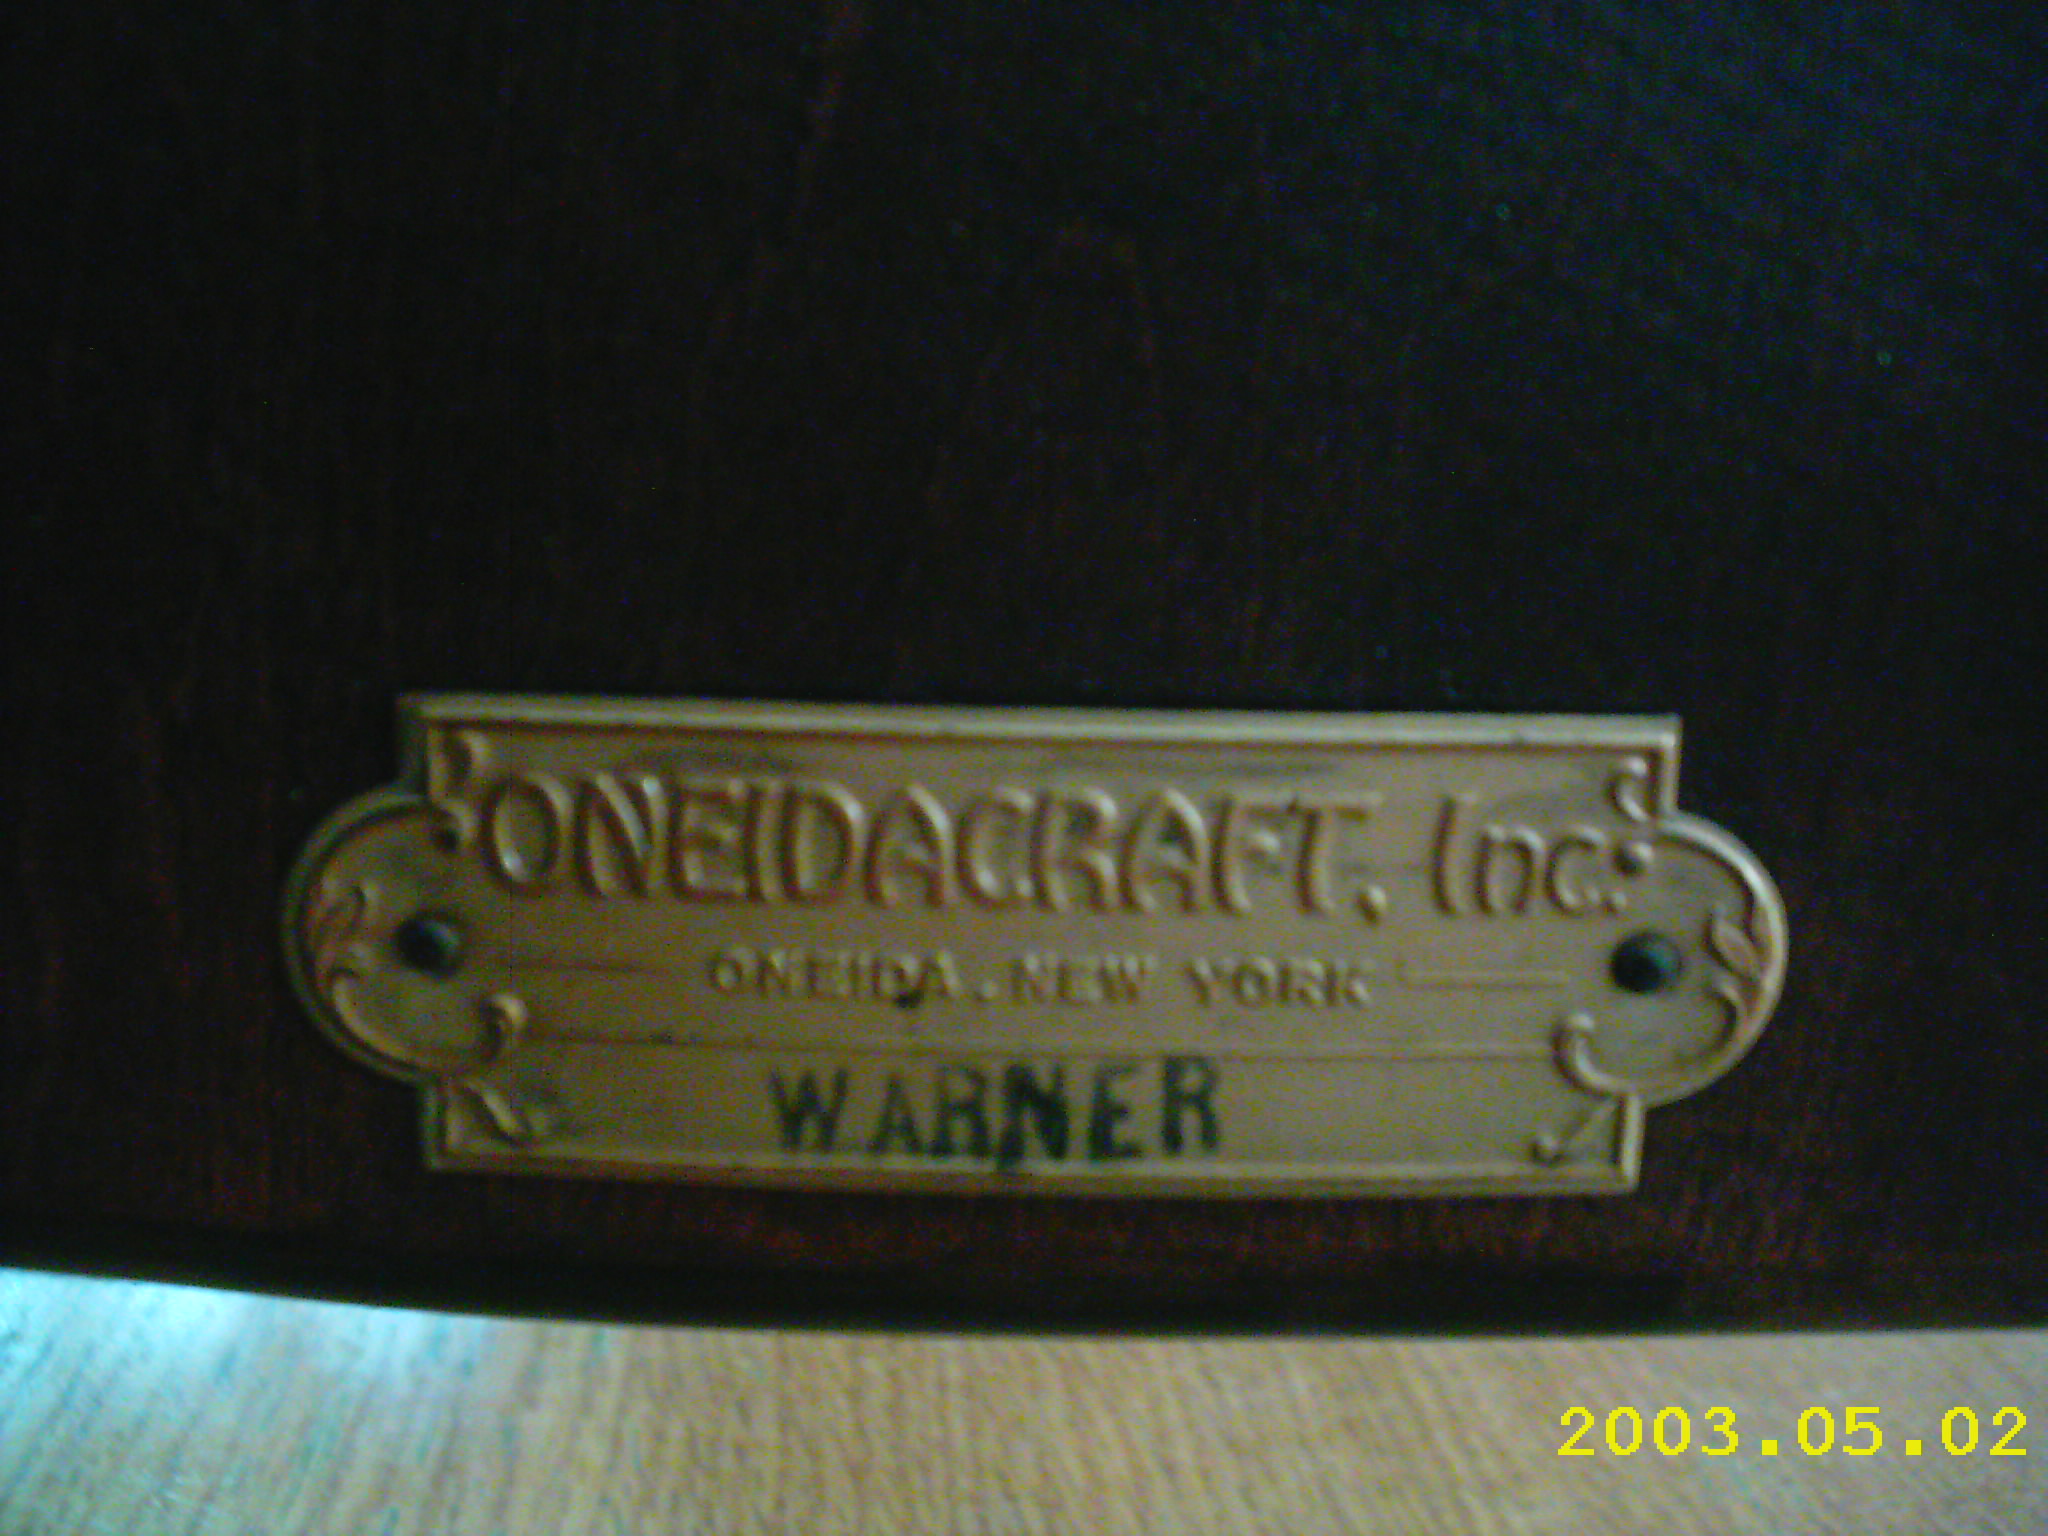 ONEIDACRAFT, Inc.
ONEIDA, NEW YORK
WARNER
2003.05.02